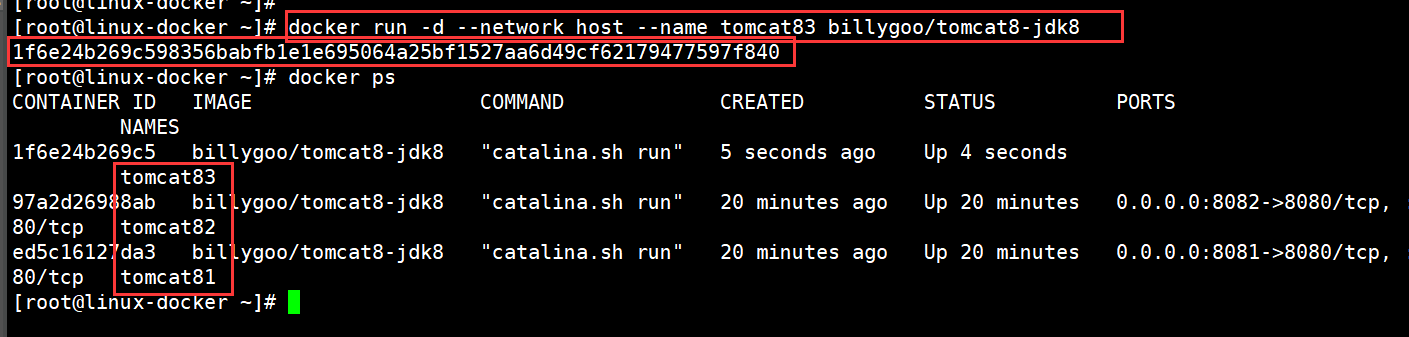 [root@linux-docker ~]#
[root@linux-docker ~]# docker run -d --network host --name tomcat83 billygoo/tomcat8-jdk8
1f6e24b269c598356babfb1e1e695064a25bf1527aa6d49cf62179477597f840
[root@linux-docker ~]# docker ps
CONTAINER ID   IMAGE                   COMMAND             CREATED          STATUS          PORTS
         NAMES
1f6e24b269c5   billygoo/tomcat8-jdk8   "catalina.sh run"   5 seconds ago    Up 4 seconds
         tomcat83
97a2d26988ab   billygoo/tomcat8-jdk8   "catalina.sh run"   20 minutes ago   Up 20 minutes   0.0.0.0:8082->8080/tcp,
80/tcp   tomcat82
ed5c16127da3   billygoo/tomcat8-jdk8   "catalina.sh run"   20 minutes ago   Up 20 minutes   0.0.0.0:8081->8080/tcp,
80/tcp   tomcat81
[root@linux-docker ~]#